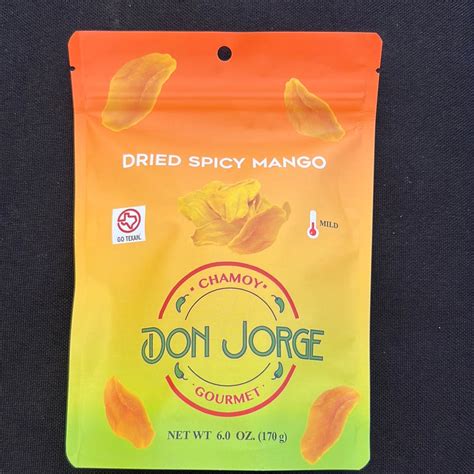 DRIED SPICY MANGO
GO TEXAN.
MILD
CHAMOY
DON JORGE
GOURMET
NET WT 6.0 OZ. (170 g)